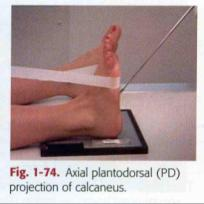 Fig. 1-74. Axial plantodorsal (PD)
projection of calcaneus.